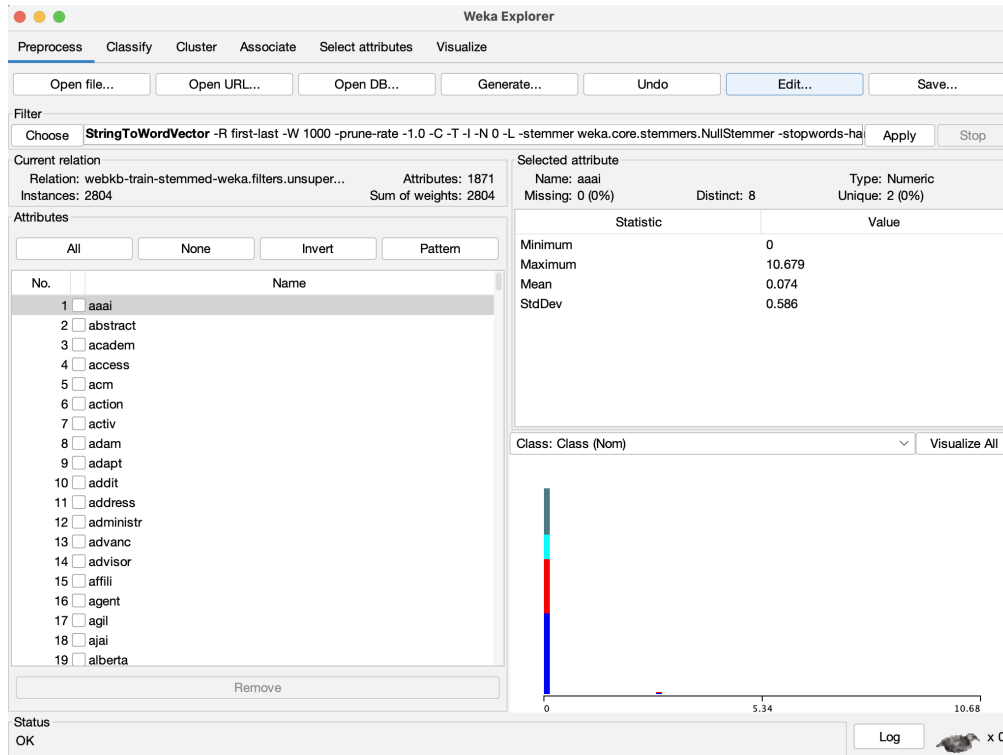 Weka Explorer
Preprocess Classify Cluster Associate Select attributes Visualize
Open file... Open URL... Open DB... Generate... Undo Edit... Save...
Filter
Choose StringToWordVector -R first-last -W 1000 -prune-rate -1.0 -C -T -I -N 0 -L -stemmer weka.core.stemmers.NullStemmer -stopwords-ha Apply Stop
Current relation
Relation: webkb-train-stemmed-weka.filters.unsuper... Attributes: 1871
Instances: 2804 Sum of weights: 2804
Attributes
All None Invert Pattern
No. Name
1 aaai
2 abstract
3 academ
4 access
5 acm
6 action
7 activ
8 adam
9 adapt
10 addit
11 address
12 administr
13 advanc
14 advisor
15 affili
16 agent
17 agil
18 ajai
19 alberta
Remove
Selected attribute
Name: aaai Type: Numeric
Missing: 0 (0%) Distinct: 8 Unique: 2 (0%)
Statistic Value
Minimum 0
Maximum 10.679
Mean 0.074
StdDev 0.586
Class: Class (Nom) Visualize All
0 5.34 10.68
Status
OK
Log x 0